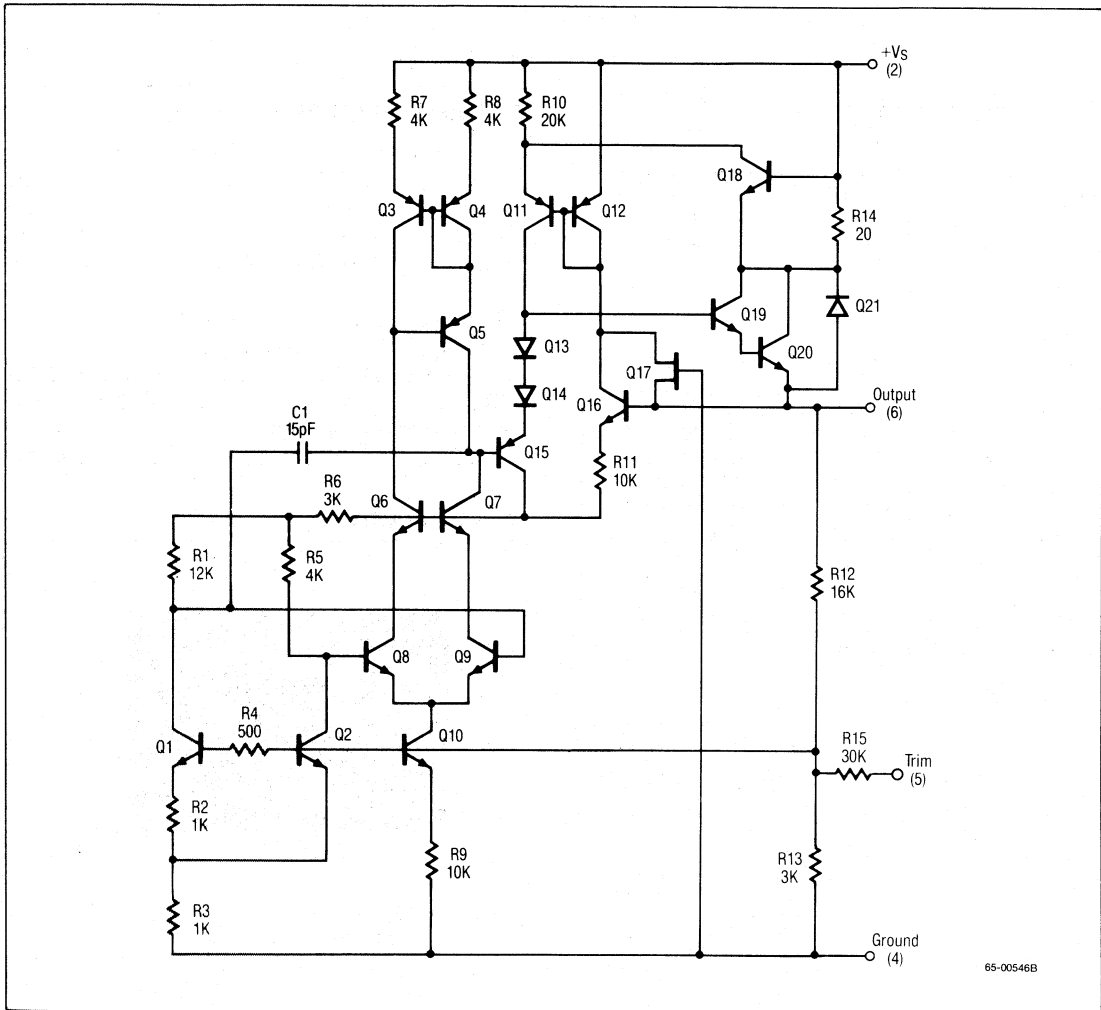 +VS
(2)
R7
4K
R8
4K
R10
20K
Q18
Q3
Q4
Q11
Q12
R14
20
Q5
Q13
Q19
Q21
Q14
Q17
Q20
Q16
Output
(6)
C1
15pF
Q15
R11
10K
R6
3K
Q6
Q7
R1
12K
R5
4K
R12
16K
Q8
Q9
R4
500
Q1
Q2
Q10
R15
30K
Trim
(5)
R2
1K
R9
10K
R13
3K
R3
1K
Ground
(4)
65-00546B